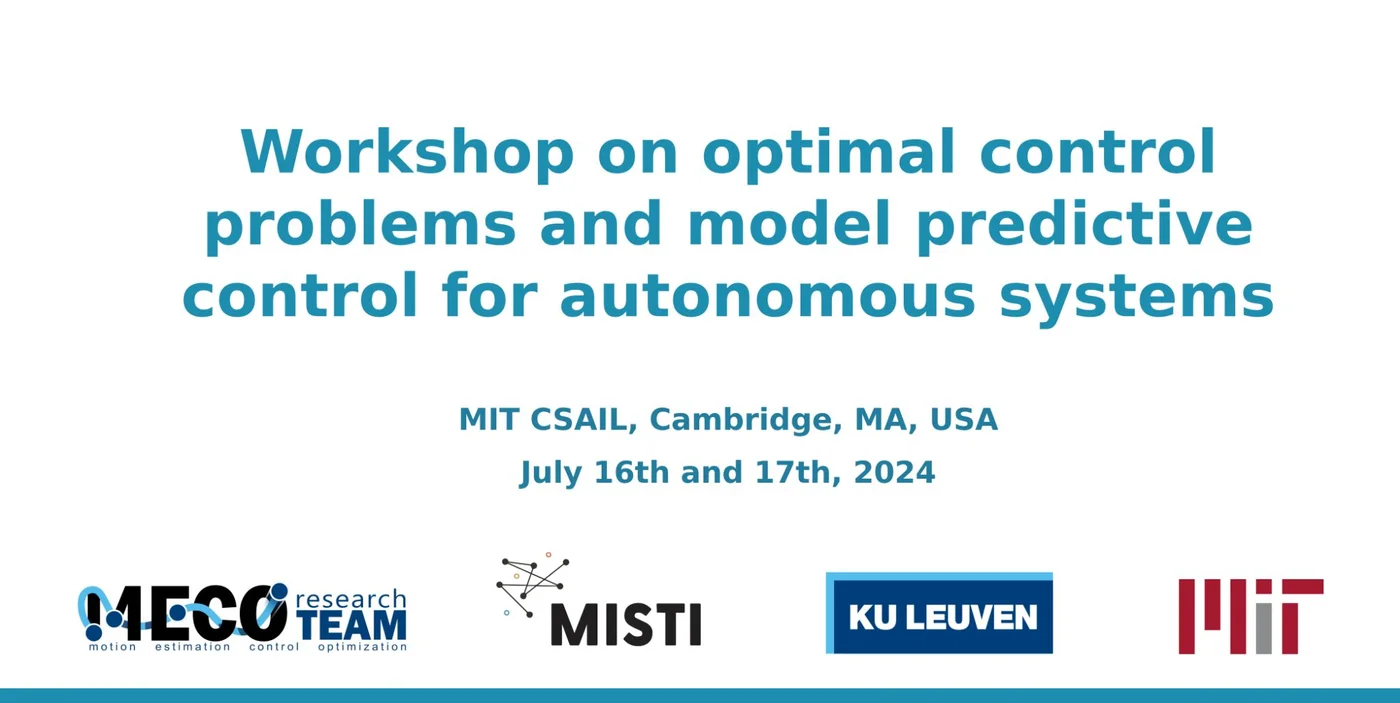 Workshop on optimal control
problems and model predictive
control for autonomous systems
MIT CSAIL, Cambridge, MA, USA
July 16th and 17th, 2024
MECO research
TEAM
motion estimation control optimization
MISTI
KU LEUVEN
MIT